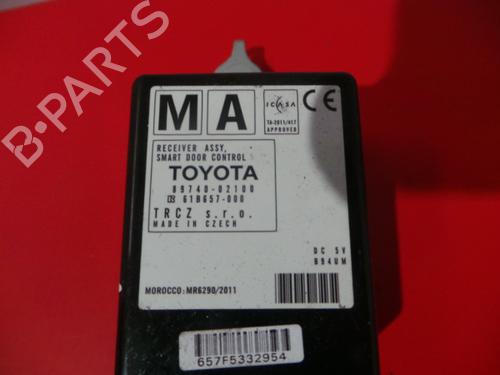 B-PARTS
MA
ICASA
TA-2011/417
APPROVED
CE
RECEIVER ASSY,
SMART DOOR CONTROL
TOYOTA
89740-02100
61B657-000
TRCZ s.r.o.
MADE IN CZECH
DC 5V
B94UM
MOROCCO:MR6290/2011
657F5332954